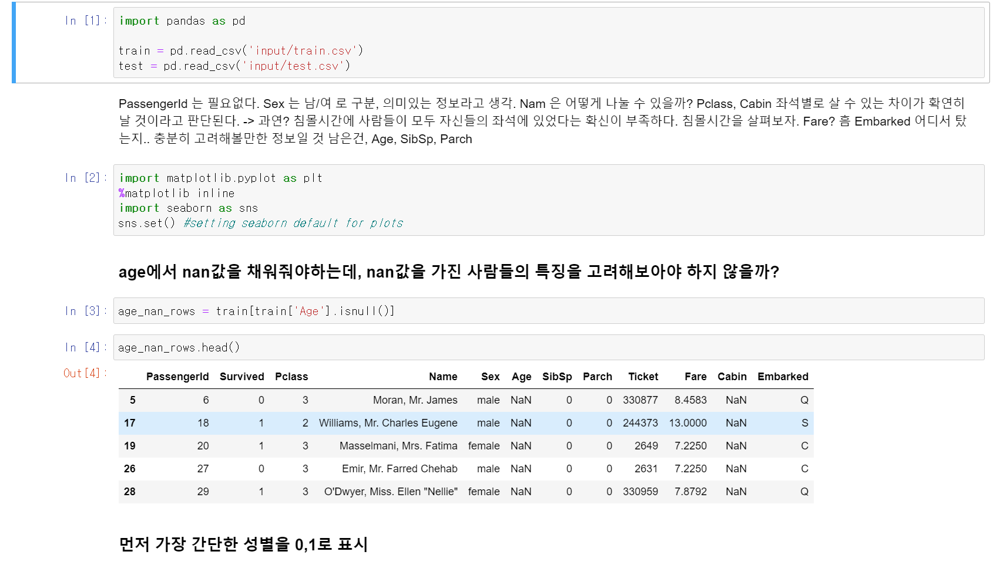 In [1]:
import pandas as pd
train = pd.read_csv('input/train.csv')
test = pd.read_csv('input/test.csv')
PassengerId 는 필요없다. Sex 는 남/여 로 구분, 의미있는 정보라고 생각. Nam 은 어떻게 나눌 수 있을까? Pclass, Cabin 좌석별로 살 수 있는 차이가 확연히
날 것이라고 판단된다. -> 과연? 침몰시간에 사람들이 모두 자신들의 좌석에 있었다는 확신이 부족하다. 침몰시간을 살펴보자. Fare? 흠 Embarked 어디서 탔
는지.. 충분히 고려해볼만한 정보일 것 남은건, Age, SibSp, Parch
In [2]:
import matplotlib.pyplot as plt
%matplotlib inline
import seaborn as sns
sns.set() #setting seaborn default for plots
age에서 nan값을 채워줘야하는데, nan값을 가진 사람들의 특징을 고려해보아야 하지 않을까?
In [3]: age_nan_rows = train[train['Age'].isnull()]
In [4]: age_nan_rows.head()
Out[4]:
PassengerId Survived Pclass Name Sex Age SibSp Parch Ticket Fare Cabin Embarked
5 6 0 3 Moran, Mr. James male NaN 0 0 330877 8.4583 NaN Q
17 18 1 2 Williams, Mr. Charles Eugene male NaN 0 0 244373 13.0000 NaN S
19 20 1 3 Masselmani, Mrs. Fatima female NaN 0 0 2649 7.2250 NaN C
26 27 0 3 Emir, Mr. Farred Chehab male NaN 0 0 2631 7.2250 NaN C
28 29 1 3 O'Dwyer, Miss. Ellen "Nellie" female NaN 0 0 330959 7.8792 NaN Q
먼저 가장 간단한 성별을 0,1로 표시